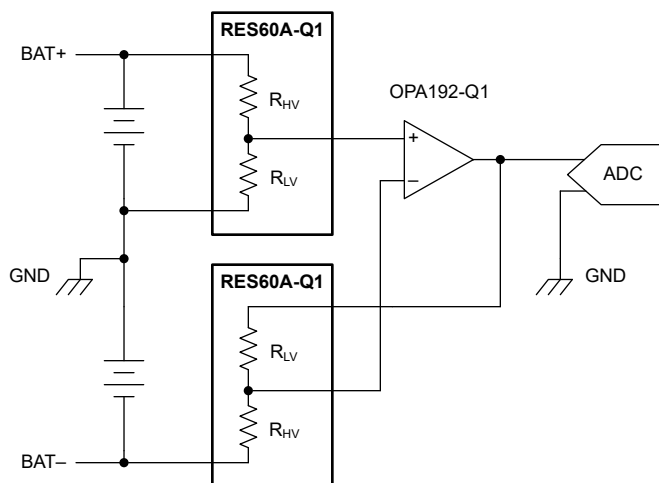 RES60A-Q1
BAT+
R_HV
OPA192-Q1
+
R_LV
–
ADC
GND
GND
RES60A-Q1
R_LV
R_HV
BAT–